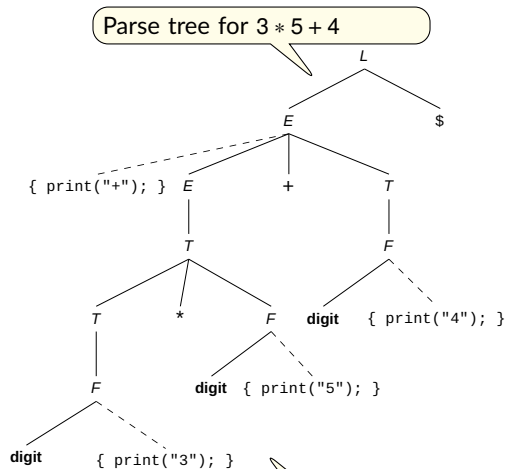 Parse tree for 3 * 5 + 4
L
E $
{ print("+"); } E + T
T F
T * F digit { print("4"); }
F digit { print("5"); }
digit { print("3"); }